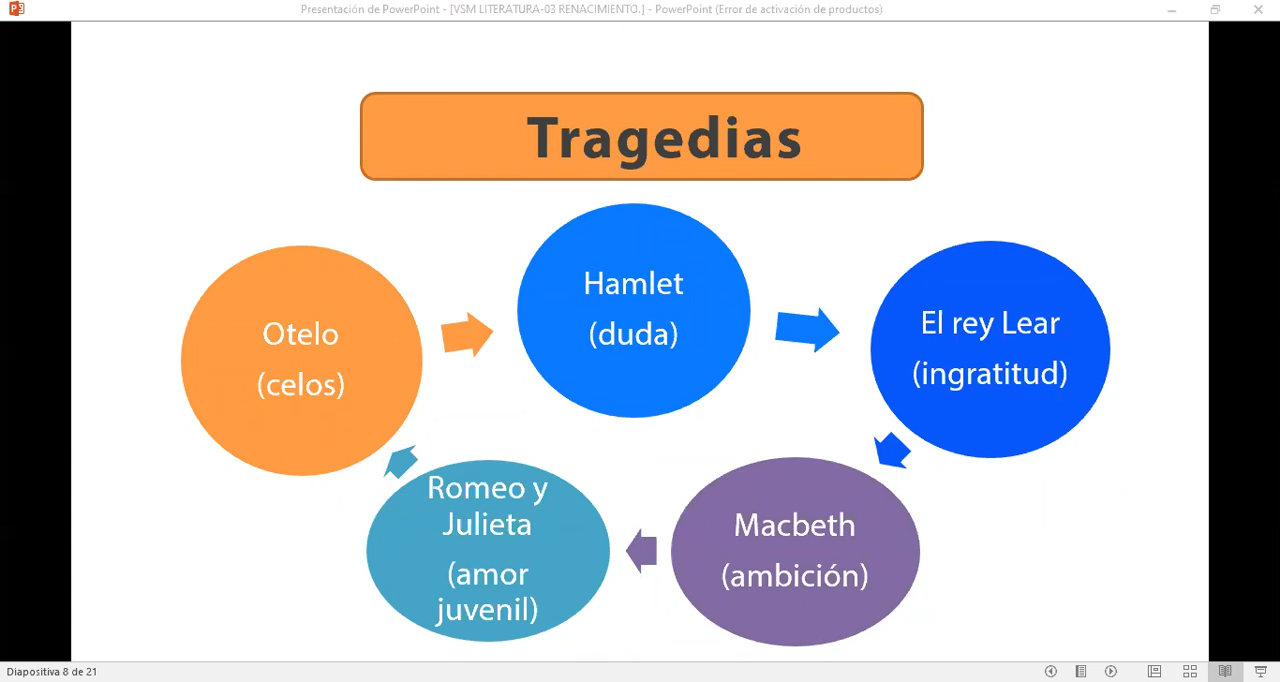 Presentación de PowerPoint - [VSM LITERATURA-03 RENACIMIENTO.] - PowerPoint (Error de activación de productos)
Tragedias
Otelo
(celos)
Hamlet
(duda)
El rey Lear
(ingratitud)
Macbeth
(ambición)
Romeo y
Julieta
(amor
juvenil)
Diapositiva 8 de 21